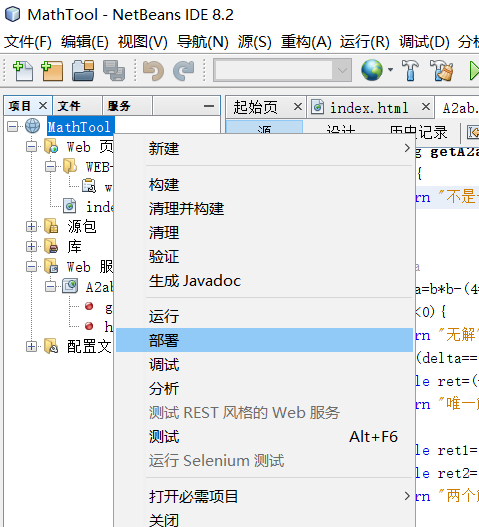 MathTool - NetBeans IDE 8.2
文件(F) 编辑(E) 视图(V) 导航(N) 源(S) 重构(A) 运行(R) 调试(D) 分析
项目 × 文件 服务
起始页 × index.html × A2ab.
源 设计 历史记录
MathTool
Web 页
WEB-
w
inde
源包
库
Web 服
A2ab
g
h
配置文
新建
构建
清理并构建
清理
验证
生成 Javadoc
运行
部署
调试
分析
测试 REST 风格的 Web 服务
测试 Alt+F6
运行 Selenium 测试
打开必需项目
关闭
g getA2a
{
rn "不是
a
a=b*b-(4*
<0){
rn "无解"
(delta==
le ret=(-
rn "唯一
le ret1=
le ret2=
rn "两个